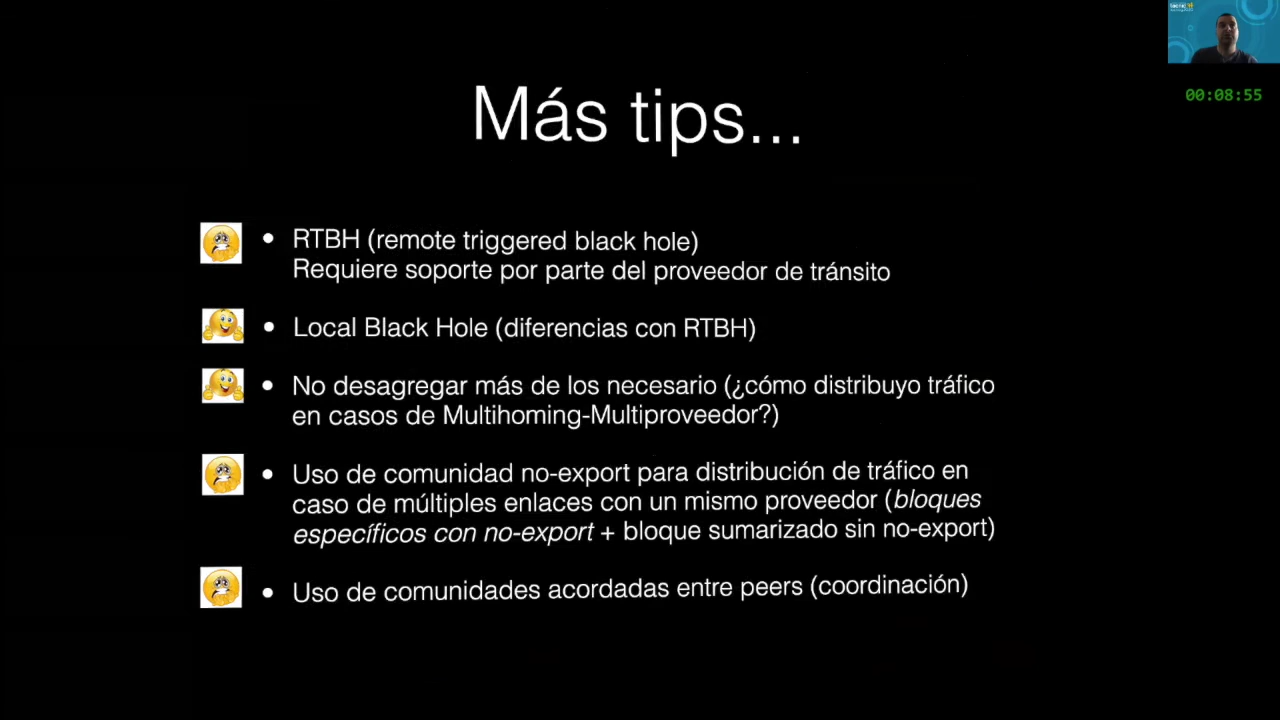 Más tips...
00:08:55
• RTBH (remote triggered black hole)
Requiere soporte por parte del proveedor de tránsito
• Local Black Hole (diferencias con RTBH)
• No desagregar más de los necesario (¿cómo distribuyo tráfico
en casos de Multihoming-Multiproveedor?)
• Uso de comunidad no-export para distribución de tráfico en
caso de múltiples enlaces con un mismo proveedor (bloques
específicos con no-export + bloque sumarizado sin no-export)
• Uso de comunidades acordadas entre peers (coordinación)